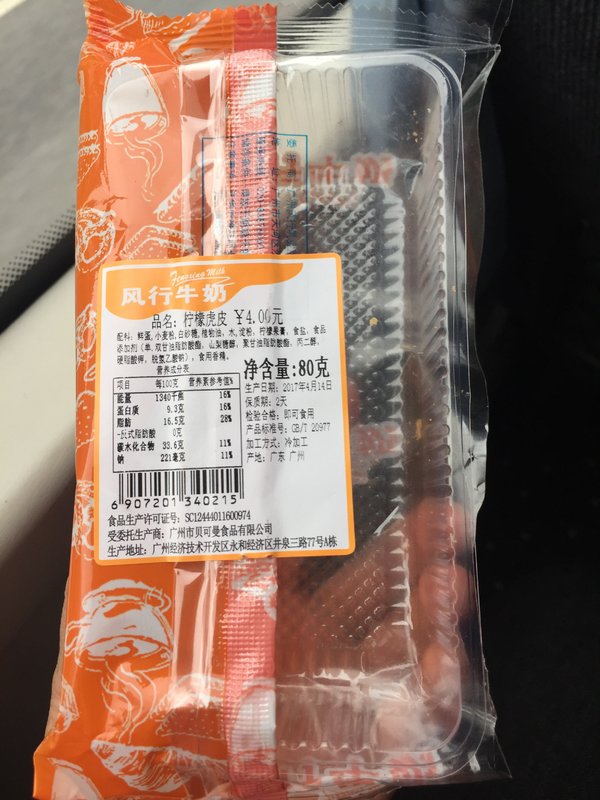 Fengxing Milk
风行牛奶
品名：柠檬虎皮 ￥4.00元
配料：鲜蛋,小麦粉,白砂糖,植物油,水,淀粉,柠檬果膏,食盐,食品
添加剂(单,双甘油脂肪酸酯,山梨糖醇,聚甘油脂肪酸酯,丙二醇,
硬脂酸钾,脱氢乙酸钠),食用香精。
营养成分表
项目 每100克 营养素参考值%
能量 1340千焦 16%
蛋白质 9.3克 16%
脂肪 16.5克 28%
-反式脂肪酸 0克
碳水化合物 33.6克 11%
钠 221毫克 11%
净含量:80克
生产日期：2017年4月14日
保质期：2天
检验合格：即可食用
产品标准号：GB/T 20977
加工方式：冷加工
产地：广东 广州
6 907201 340215
食品生产许可证号：SC12444011600974
受委托生产商：广州市贝可曼食品有限公司
生产地址：广州经济技术开发区永和经济区井泉三路77号A栋